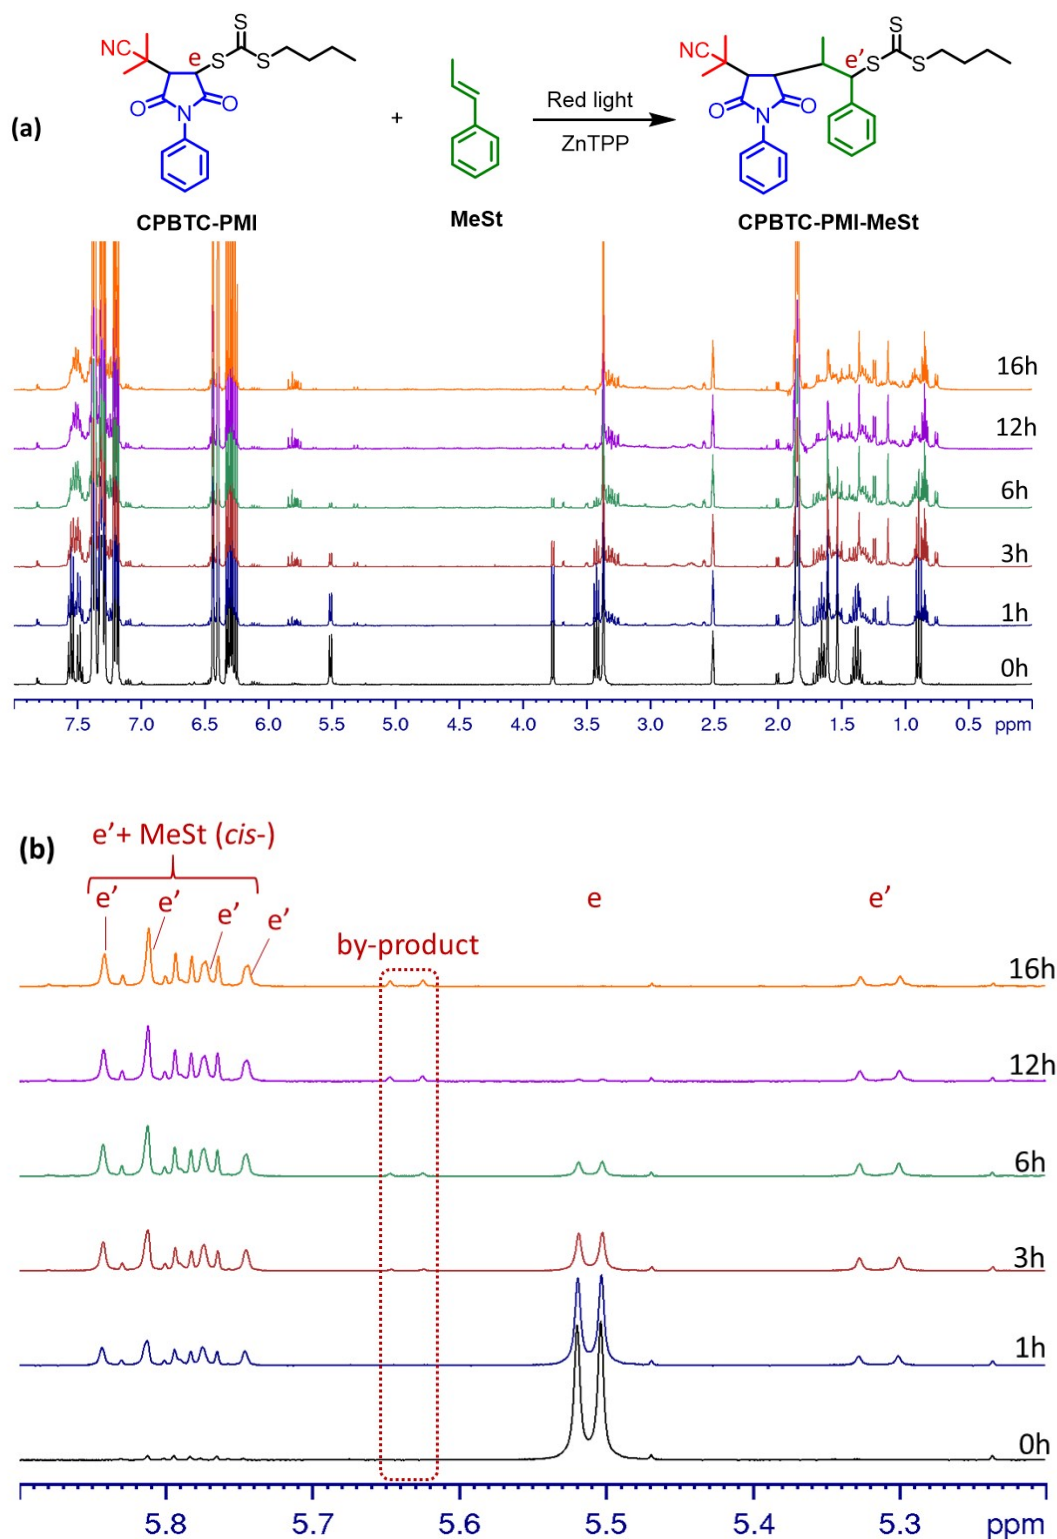 (a)
NC
e
S
S
S
O
N
O
+
Red light
ZnTPP
NC
e'
S
S
S
O
N
O
CPBTC-PMI
MeSt
CPBTC-PMI-MeSt
16h
12h
6h
3h
1h
0h
7.5 7.0 6.5 6.0 5.5 5.0 4.5 4.0 3.5 3.0 2.5 2.0 1.5 1.0 0.5 ppm
(b)
e'+ MeSt (cis-)
e' e' e' e'
by-product
e
e'
16h
12h
6h
3h
1h
0h
5.8 5.7 5.6 5.5 5.4 5.3 ppm